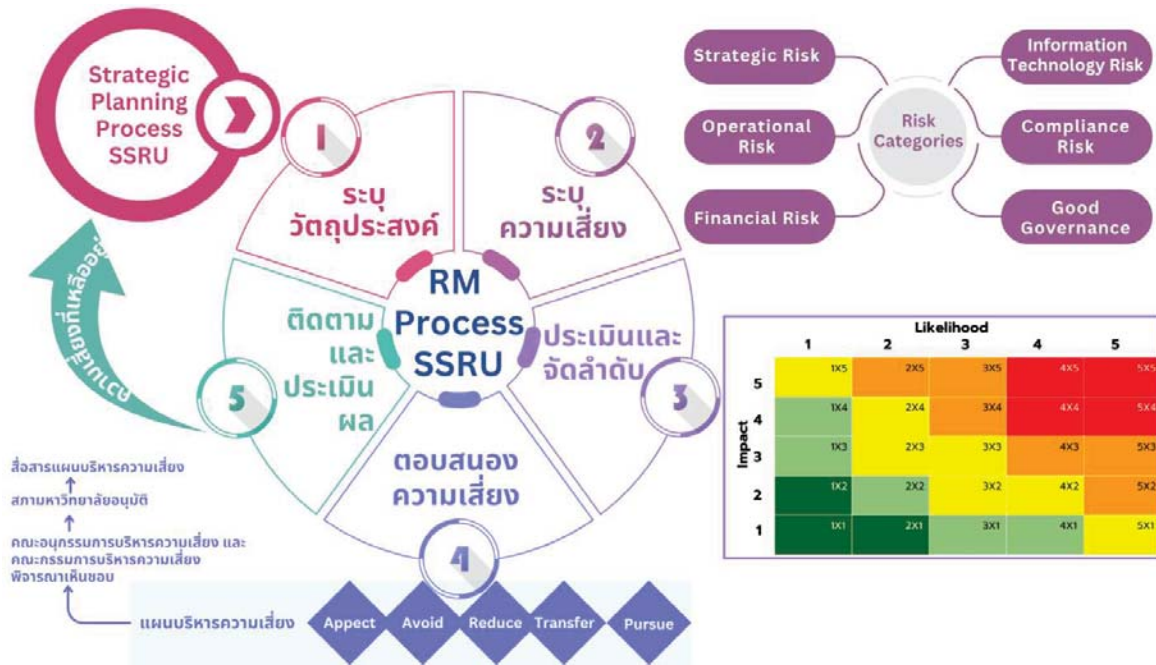 Strategic
Planning
Process
SSRU
1
ระบุ
วัตถุประสงค์
2
ระบุ
ความเสี่ยง
3
ประเมินและ
จัดลำดับ
4
ตอบสนอง
ความเสี่ยง
5
ติดตาม
และ
ประเมิน
ผล
RM
Process
SSRU
ความเสี่ยงที่เหลืออยู่
Strategic Risk
Operational
Risk
Financial Risk
Risk
Categories
Information
Technology Risk
Compliance
Risk
Good
Governance
Likelihood
1 2 3 4 5
Impact
5 1X5 2X5 3X5 4X5 5X5
4 1X4 2X4 3X4 4X4 5X4
3 1X3 2X3 3X3 4X3 5X3
2 1X2 2X2 3X2 4X2 5X2
1 1X1 2X1 3X1 4X1 5X1
สื่อสารแผนบริหารความเสี่ยง
สภามหาวิทยาลัยอนุมัติ
คณะอนุกรรมการบริหารความเสี่ยง และ
คณะกรรมการบริหารความเสี่ยง
พิจารณาเห็นชอบ
แผนบริหารความเสี่ยง
Appect Avoid Reduce Transfer Pursue